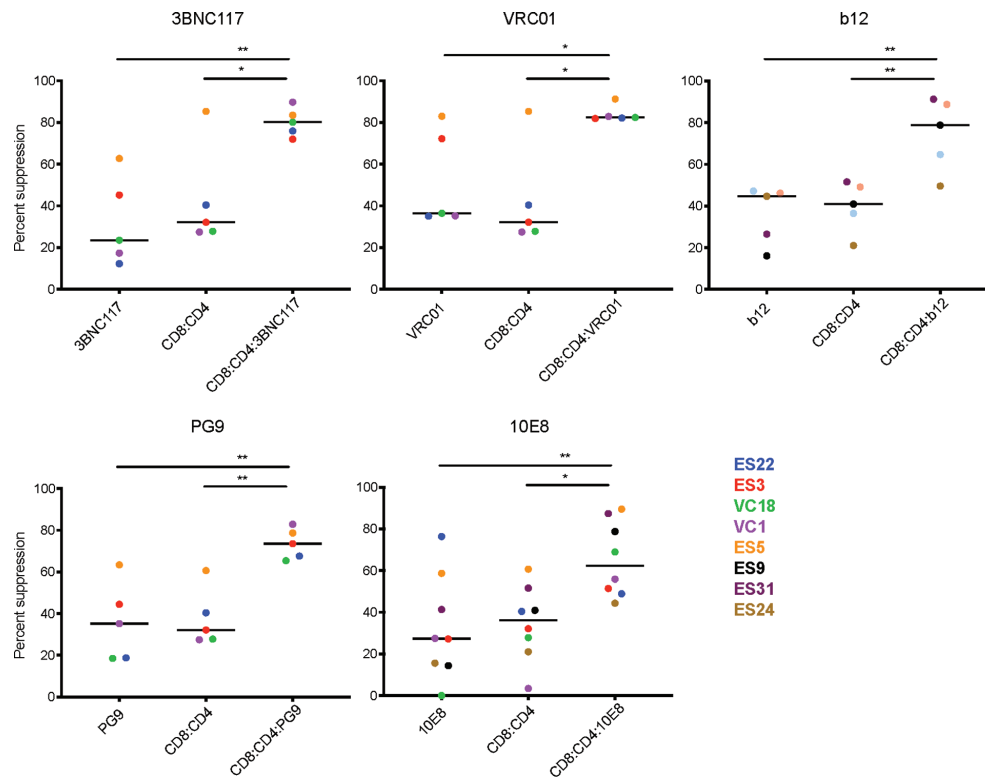 3BNC117
VRC01
b12
**
*
*
*
**
**
Percent suppression
100
80
60
40
20
0
100
80
60
40
20
0
100
80
60
40
20
0
3BNC117
CD8:CD4
CD8:CD4:3BNC117
VRC01
CD8:CD4
CD8:CD4:VRC01
b12
CD8:CD4
CD8:CD4:b12
PG9
10E8
**
**
**
*
Percent suppression
100
80
60
40
20
0
100
80
60
40
20
0
PG9
CD8:CD4
CD8:CD4:PG9
10E8
CD8:CD4
CD8:CD4:10E8
ES22
ES3
VC18
VC1
ES5
ES9
ES31
ES24